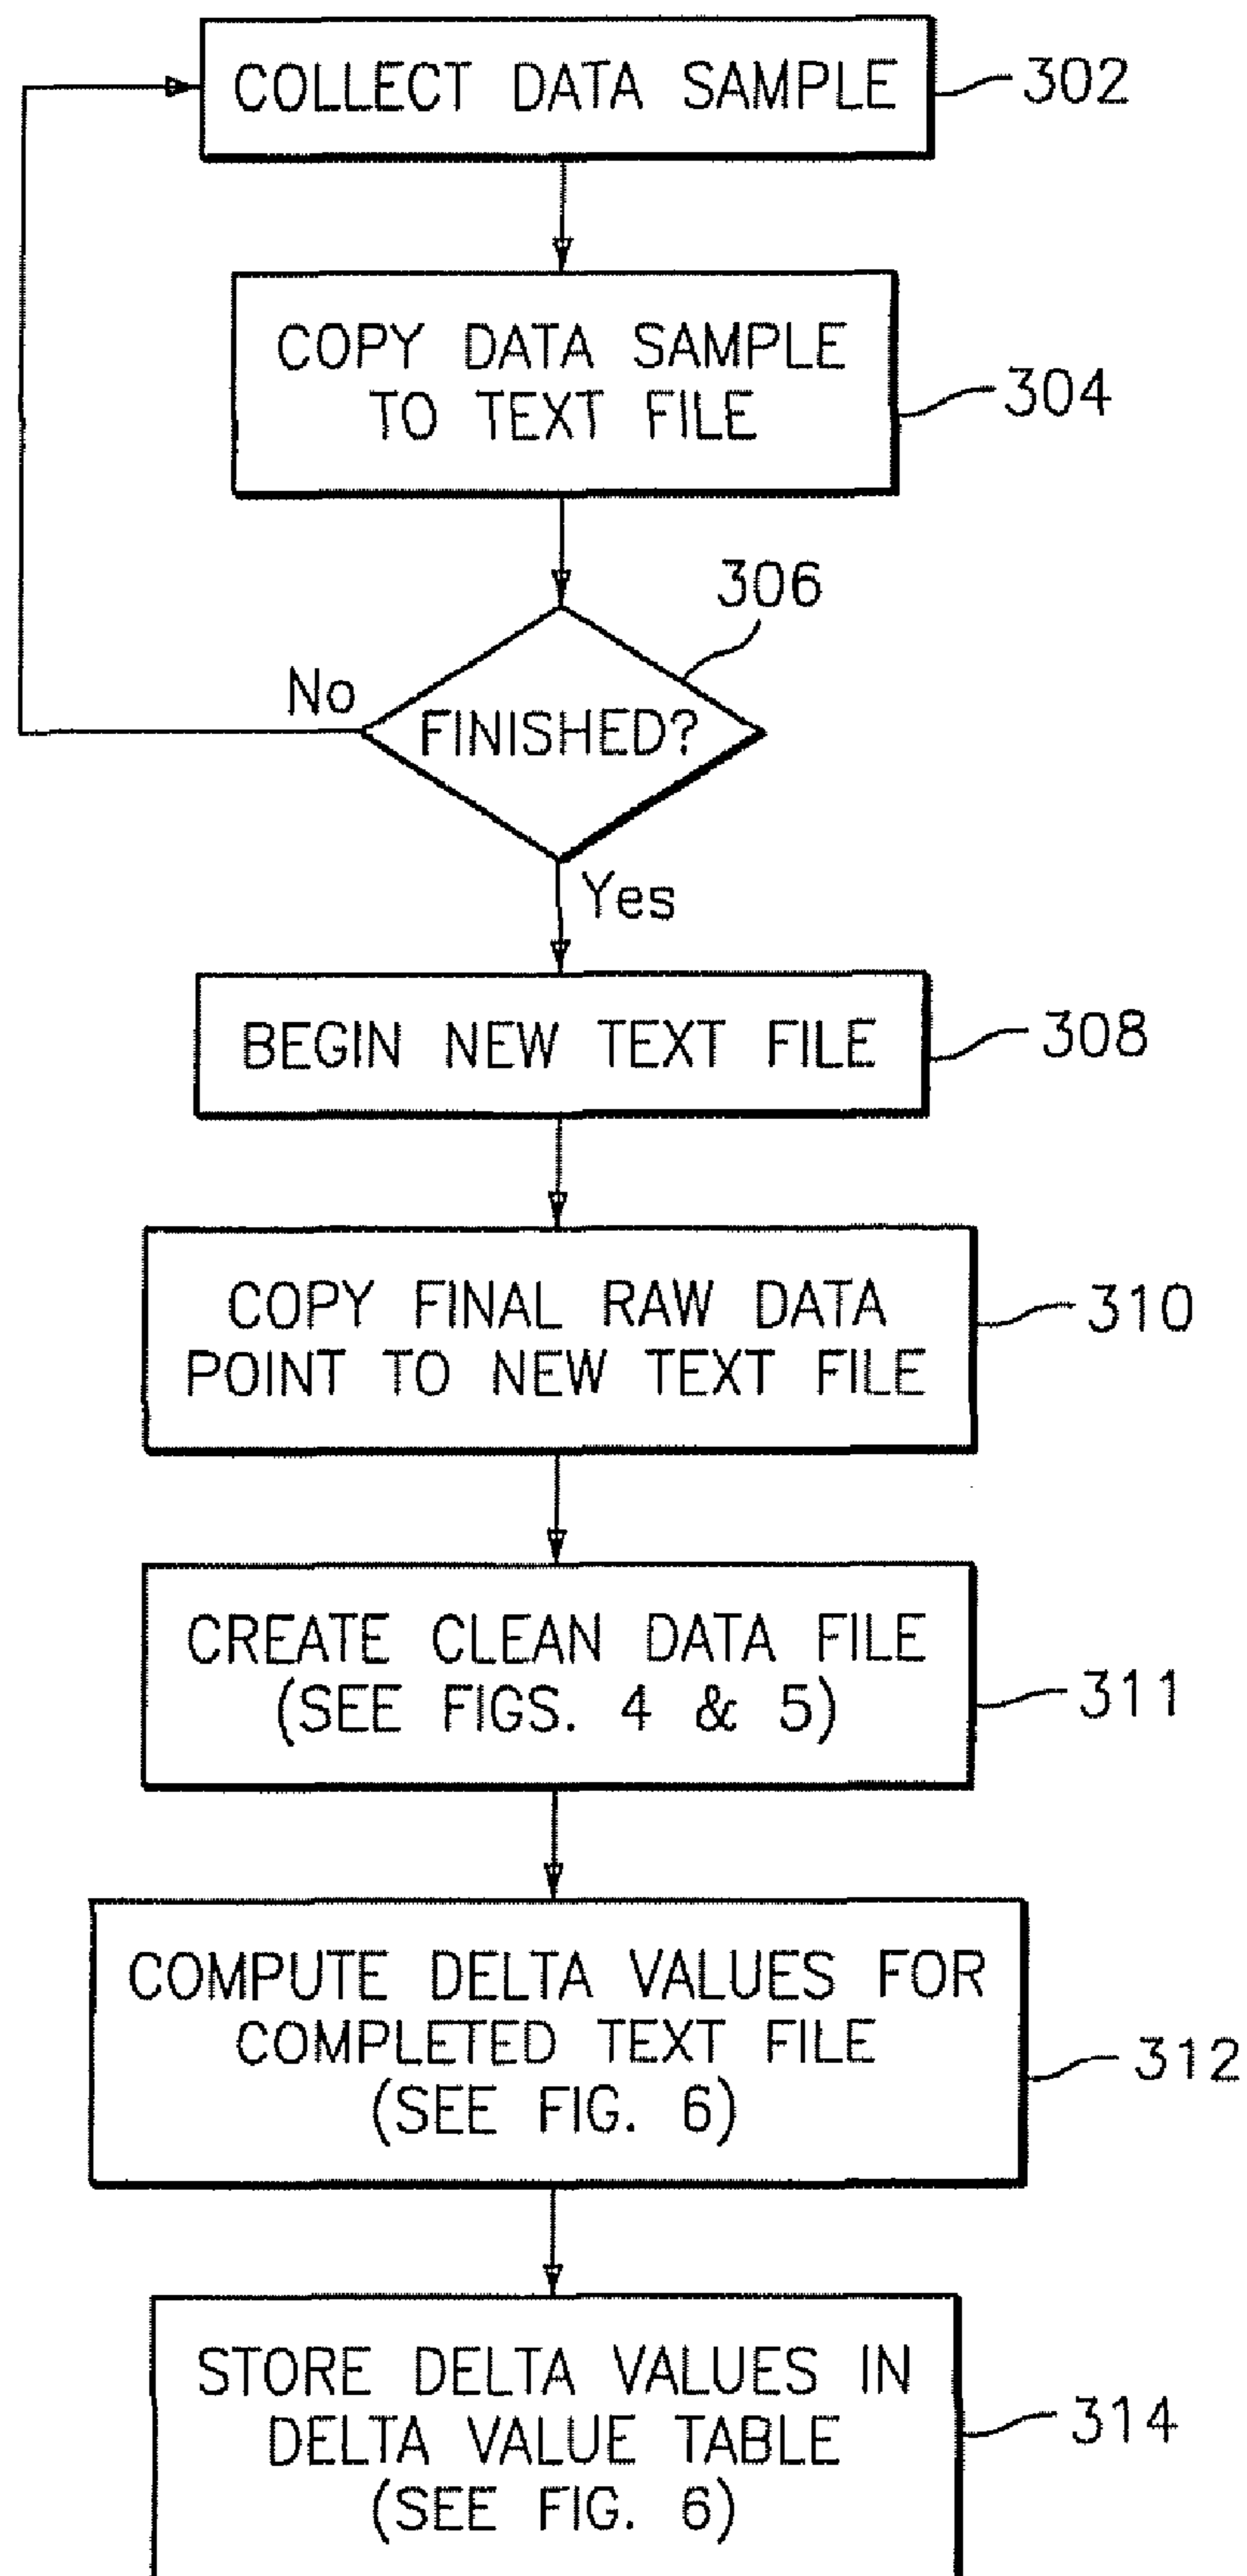 COLLECT DATA SAMPLE
302
COPY DATA SAMPLE
TO TEXT FILE
304
306
No
FINISHED?
Yes
BEGIN NEW TEXT FILE
308
COPY FINAL RAW DATA
POINT TO NEW TEXT FILE
310
CREATE CLEAN DATA FILE
(SEE FIGS. 4 & 5)
311
COMPUTE DELTA VALUES FOR
COMPLETED TEXT FILE
(SEE FIG. 6)
312
STORE DELTA VALUES IN
DELTA VALUE TABLE
(SEE FIG. 6)
314